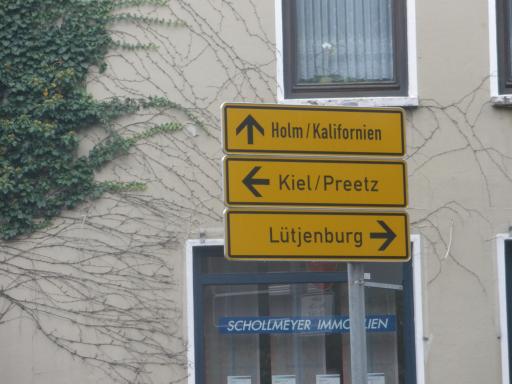 Holm/Kalifornien
Kiel/Preetz
Lütjenburg
SCHOLLMEYER IMMOBILIEN